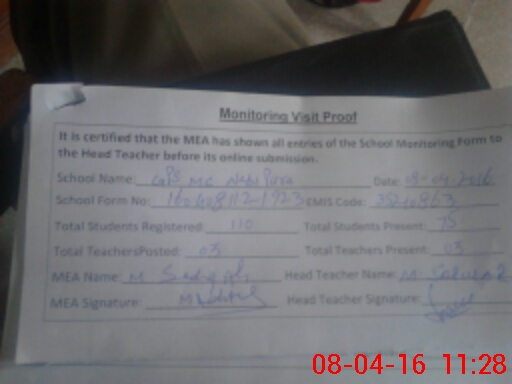 Monitoring Visit Proof
It is certified that the MEA has shown all entries of the School Monitoring Form to
the Head Teacher before its online submission.
School Name: GPS MC Date: 08-04-2016
School Form No: EMIS Code:
Total Students Registered: 110 Total Students Present: 75
Total TeachersPosted: 03 Total Teachers Present: 03
MEA Name: M Head Teacher Name: M.
MEA Signature: Head Teacher Signature:
08-04-16 11:28